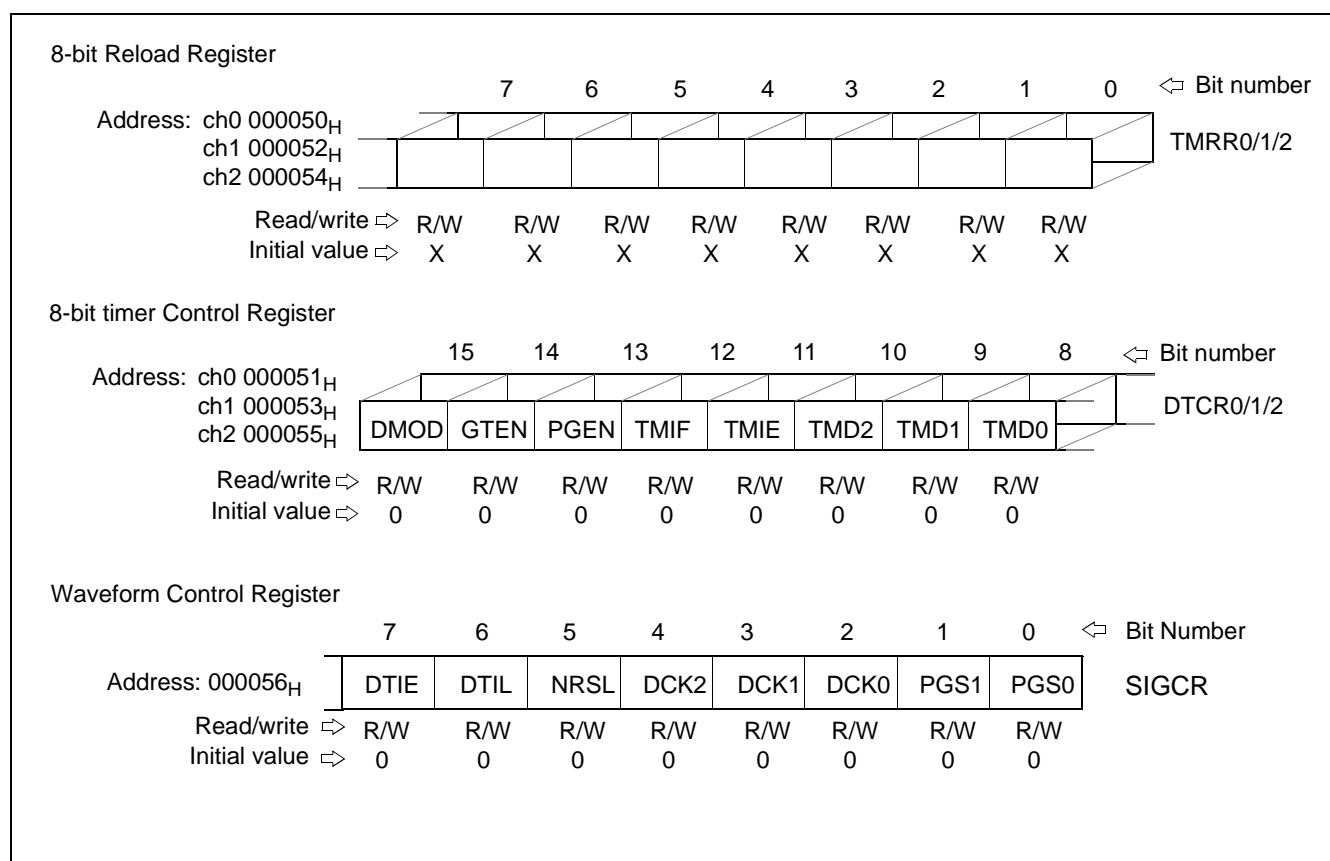 8-bit Reload Register
7 6 5 4 3 2 1 0 ⇦ Bit number
Address: ch0 000050H
ch1 000052H
ch2 000054H
TMRR0/1/2
Read/write ⇨ R/W R/W R/W R/W R/W R/W R/W R/W
Initial value ⇨ X X X X X X X X
8-bit timer Control Register
15 14 13 12 11 10 9 8 ⇦ Bit number
Address: ch0 000051H
ch1 000053H
ch2 000055H
DMOD GTEN PGEN TMIF TMIE TMD2 TMD1 TMD0
DTCR0/1/2
Read/write ⇨ R/W R/W R/W R/W R/W R/W R/W R/W
Initial value ⇨ 0 0 0 0 0 0 0 0
Waveform Control Register
7 6 5 4 3 2 1 0 ⇦ Bit Number
Address: 000056H DTIE DTIL NRSL DCK2 DCK1 DCK0 PGS1 PGS0 SIGCR
Read/write ⇨ R/W R/W R/W R/W R/W R/W R/W R/W
Initial value ⇨ 0 0 0 0 0 0 0 0